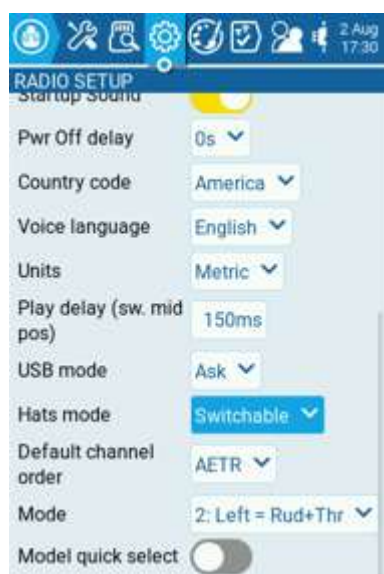 2 Aug
17:30
RADIO SETUP
Startup Sound
Pwr Off delay 0s
Country code America
Voice language English
Units Metric
Play delay (sw. mid
pos) 150ms
USB mode Ask
Hats mode Switchable
Default channel
order AETR
Mode 2: Left = Rud+Thr
Model quick select